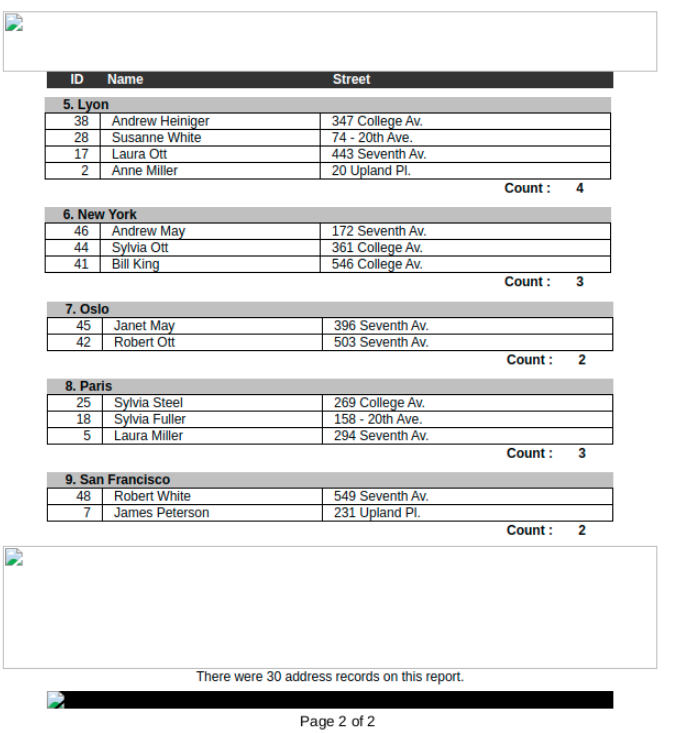 ID Name Street
5. Lyon
38 Andrew Heiniger 347 College Av.
28 Susanne White 74 - 20th Ave.
17 Laura Ott 443 Seventh Av.
2 Anne Miller 20 Upland Pl.
Count : 4
6. New York
46 Andrew May 172 Seventh Av.
44 Sylvia Ott 361 College Av.
41 Bill King 546 College Av.
Count : 3
7. Oslo
45 Janet May 396 Seventh Av.
42 Robert Ott 503 Seventh Av.
Count : 2
8. Paris
25 Sylvia Steel 269 College Av.
18 Sylvia Fuller 158 - 20th Ave.
5 Laura Miller 294 Seventh Av.
Count : 3
9. San Francisco
48 Robert White 549 Seventh Av.
7 James Peterson 231 Upland Pl.
Count : 2
There were 30 address records on this report.
Page 2 of 2